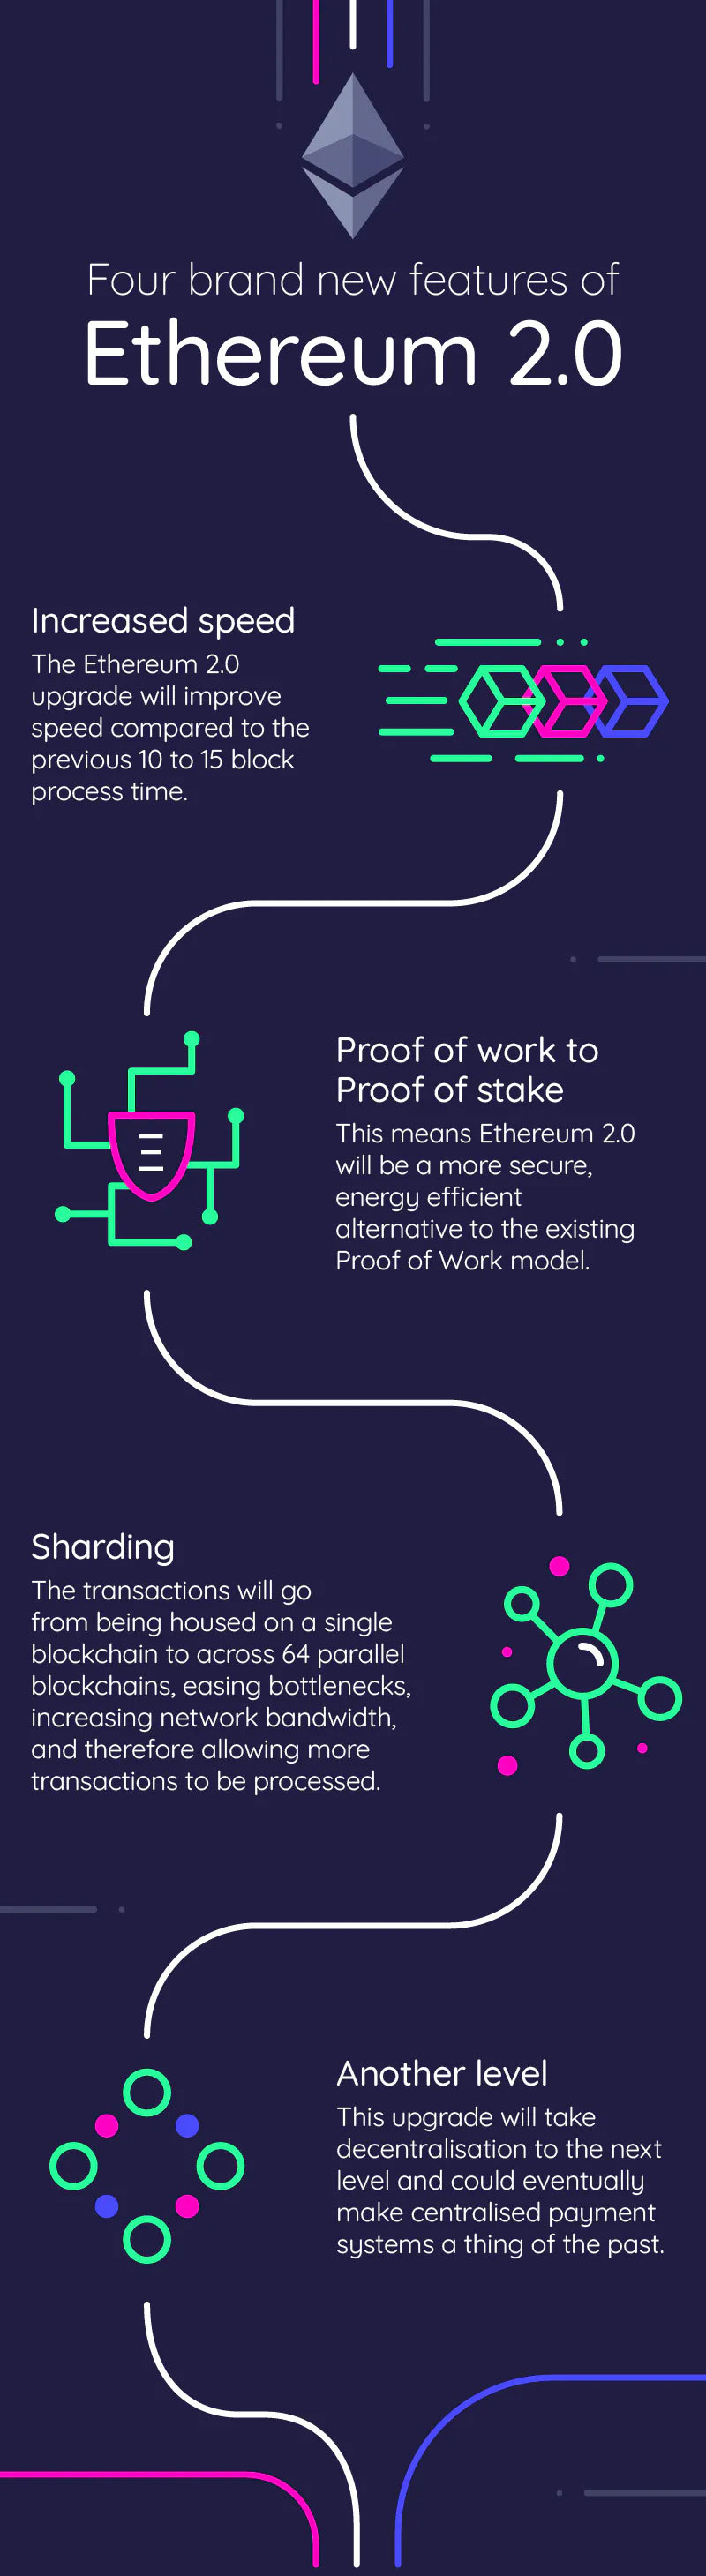 Four brand new features of
Ethereum 2.0
Increased speed
The Ethereum 2.0
upgrade will improve
speed compared to the
previous 10 to 15 block
process time.
Proof of work to
Proof of stake
This means Ethereum 2.0
will be a more secure,
energy efficient
alternative to the existing
Proof of Work model.
Sharding
The transactions will go
from being housed on a single
blockchain to across 64 parallel
blockchains, easing bottlenecks,
increasing network bandwidth,
and therefore allowing more
transactions to be processed.
Another level
This upgrade will take
decentralisation to the next
level and could eventually
make centralised payment
systems a thing of the past.